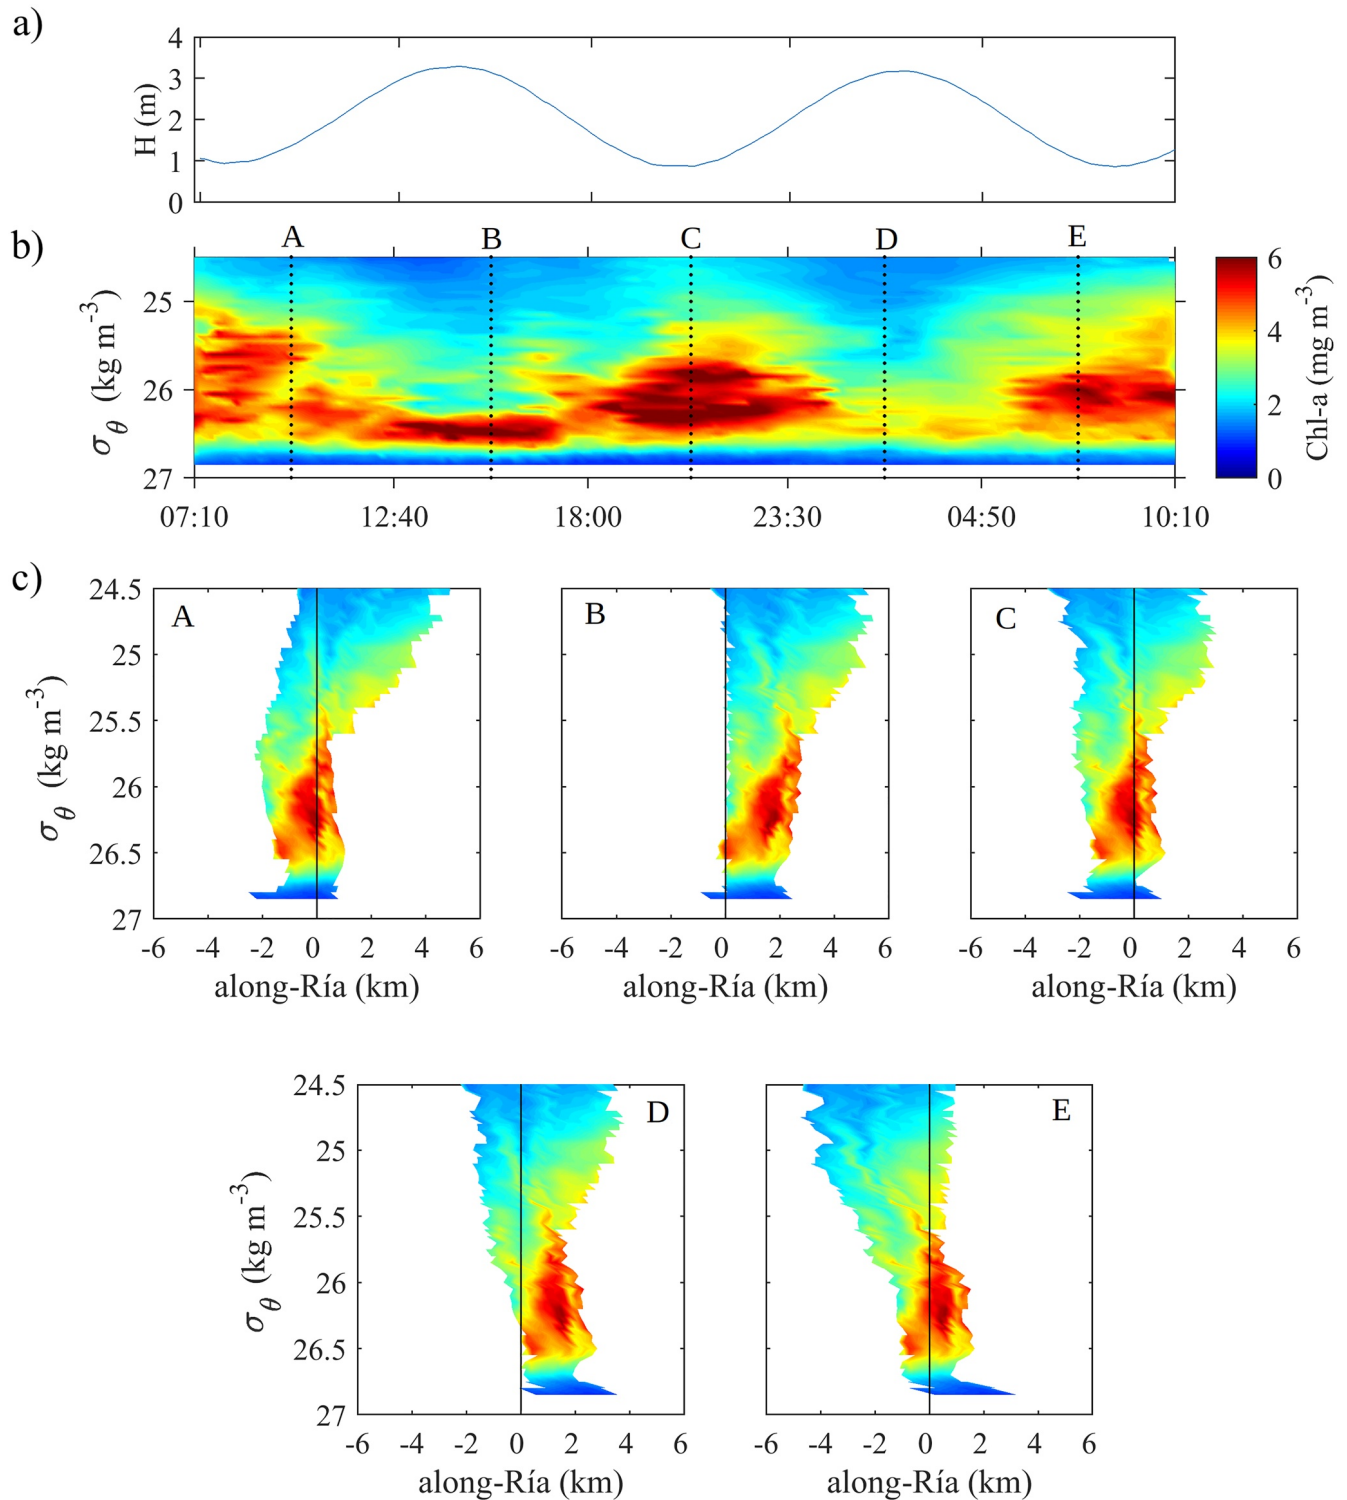 a)
4
3
2
1
0
H (m)
b)
A B C D E
25
26
27
σθ (kg m-3)
07:10 12:40 18:00 23:30 04:50 10:10
6
4
2
0
Chl-a (mg m-3)
c)
24.5
25
25.5
26
26.5
27
σθ (kg m-3)
A B C
-6 -4 -2 0 2 4 6 -6 -4 -2 0 2 4 6 -6 -4 -2 0 2 4 6
along-Ría (km) along-Ría (km) along-Ría (km)
24.5
25
25.5
26
26.5
27
σθ (kg m-3)
D E
-6 -4 -2 0 2 4 6 -6 -4 -2 0 2 4 6
along-Ría (km) along-Ría (km)